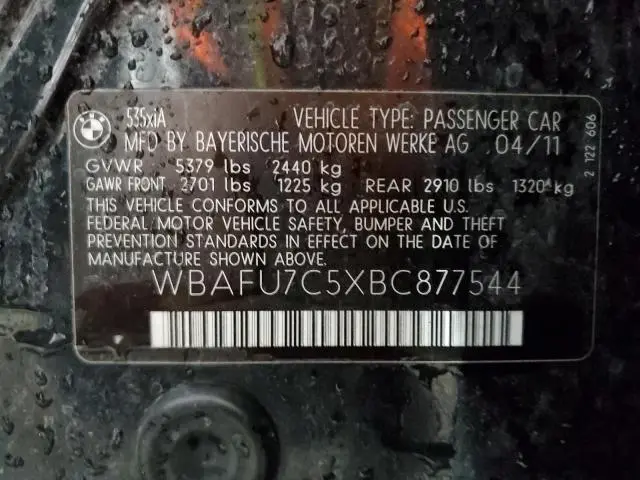 BMW
535xiA VEHICLE TYPE: PASSENGER CAR
MFD BY BAYERISCHE MOTOREN WERKE AG 04/11
GVWR 5379 lbs 2440 kg
GAWR FRONT 2701 lbs 1225 kg REAR 2910 lbs 1320 kg
THIS VEHICLE CONFORMS TO ALL APPLICABLE U.S.
FEDERAL MOTOR VEHICLE SAFETY, BUMPER AND THEFT
PREVENTION STANDARDS IN EFFECT ON THE DATE OF
MANUFACTURE SHOWN ABOVE.
WBAFU7C5XBC877544
2 122 606